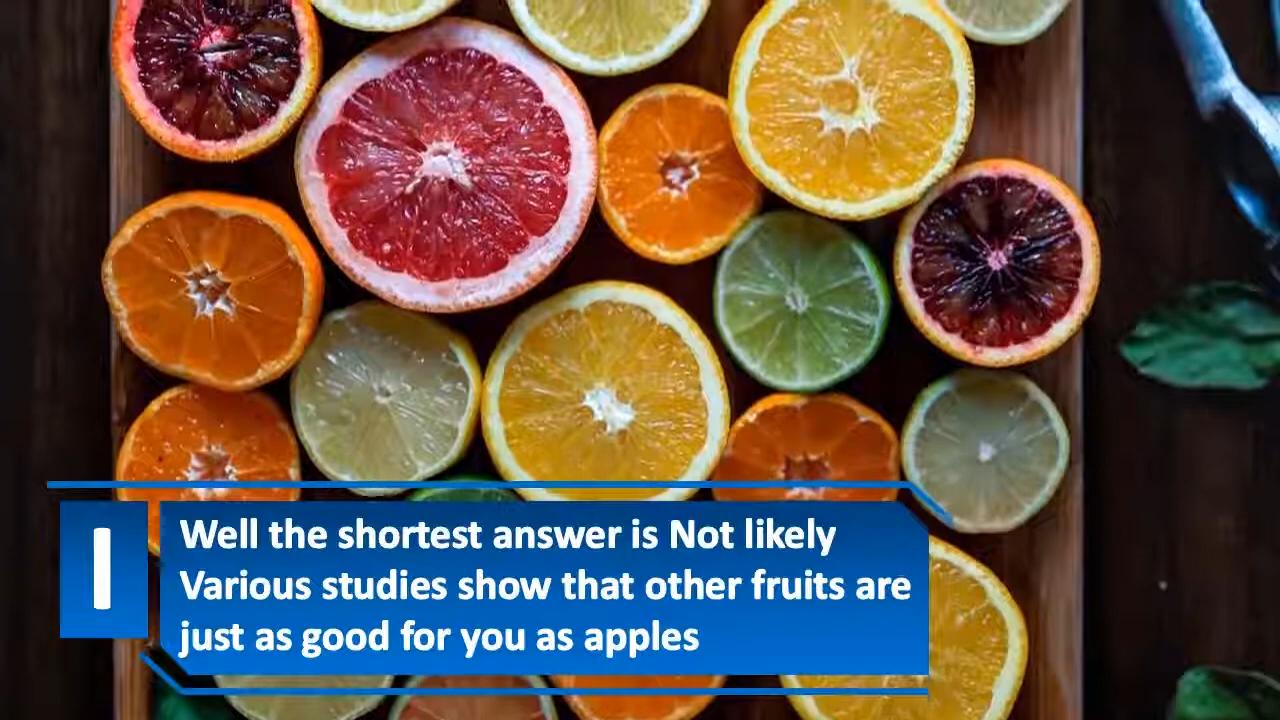 I
Well the shortest answer is Not likely
Various studies show that other fruits are
just as good for you as apples